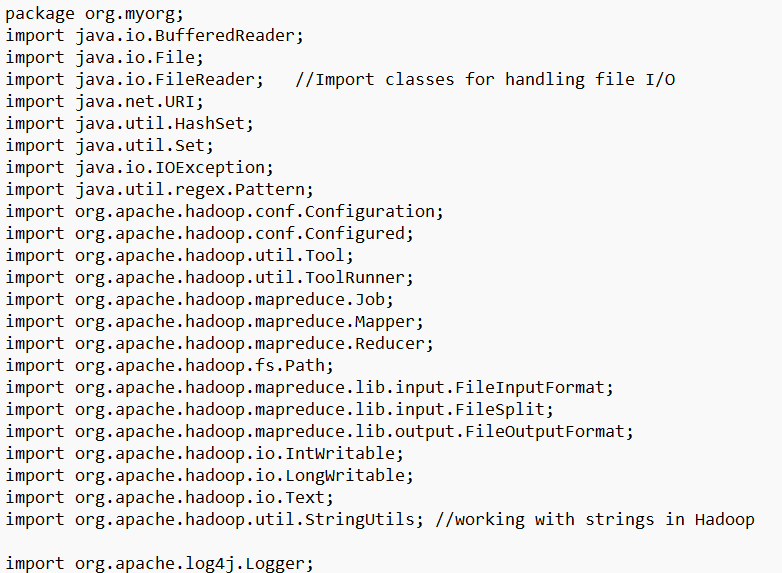 package org.myorg;
import java.io.BufferedReader;
import java.io.File;
import java.io.FileReader;   //Import classes for handling file I/O
import java.net.URI;
import java.util.HashSet;
import java.util.Set;
import java.io.IOException;
import java.util.regex.Pattern;
import org.apache.hadoop.conf.Configuration;
import org.apache.hadoop.conf.Configured;
import org.apache.hadoop.util.Tool;
import org.apache.hadoop.util.ToolRunner;
import org.apache.hadoop.mapreduce.Job;
import org.apache.hadoop.mapreduce.Mapper;
import org.apache.hadoop.mapreduce.Reducer;
import org.apache.hadoop.fs.Path;
import org.apache.hadoop.mapreduce.lib.input.FileInputFormat;
import org.apache.hadoop.mapreduce.lib.input.FileSplit;
import org.apache.hadoop.mapreduce.lib.output.FileOutputFormat;
import org.apache.hadoop.io.IntWritable;
import org.apache.hadoop.io.LongWritable;
import org.apache.hadoop.io.Text;
import org.apache.hadoop.util.StringUtils; //working with strings in Hadoop

import org.apache.log4j.Logger;